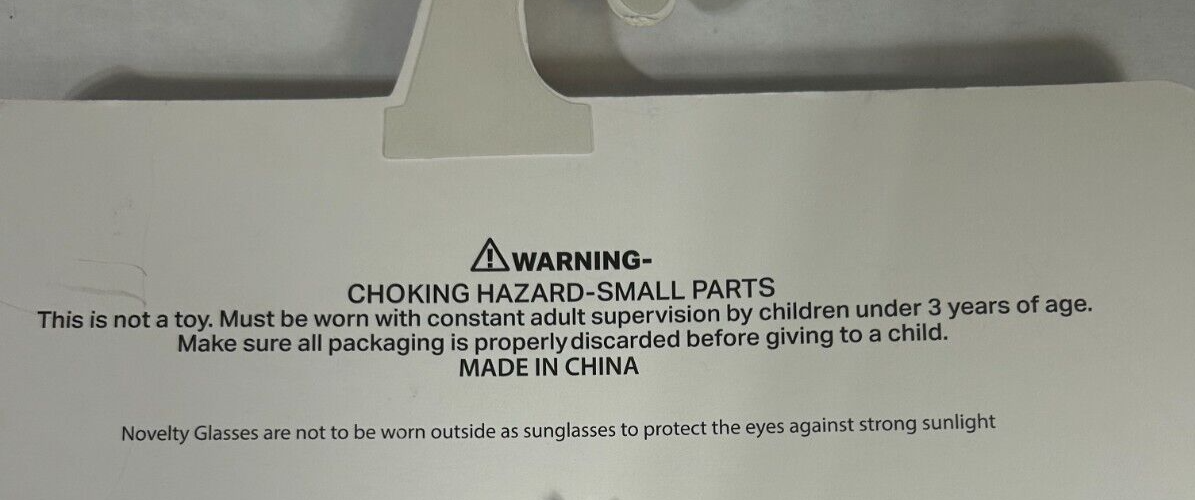 ⚠WARNING-
CHOKING HAZARD-SMALL PARTS
This is not a toy. Must be worn with constant adult supervision by children under 3 years of age.
Make sure all packaging is properly discarded before giving to a child.
MADE IN CHINA
Novelty Glasses are not to be worn outside as sunglasses to protect the eyes against strong sunlight